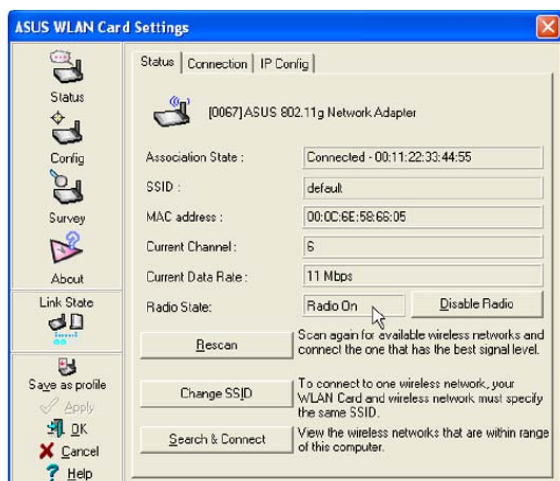 ASUS WLAN Card Settings
Status
Config
Survey
About
Link State
Save as profile
Apply
OK
Cancel
Help
Status Connection IP Config
[0067] ASUS 802.11g Network Adapter
Association State : Connected - 00:11:22:33:44:55
SSID : default
MAC address : 00:0C:6E:58:66:05
Current Channel : 6
Current Data Rate : 11 Mbps
Radio State: Radio On Disable Radio
Rescan
Scan again for available wireless networks and
connect the one that has the best signal level.
Change SSID
To connect to one wireless network, your
WLAN Card and wireless network must specify
the same SSID.
Search & Connect
View the wireless networks that are within range
of this computer.